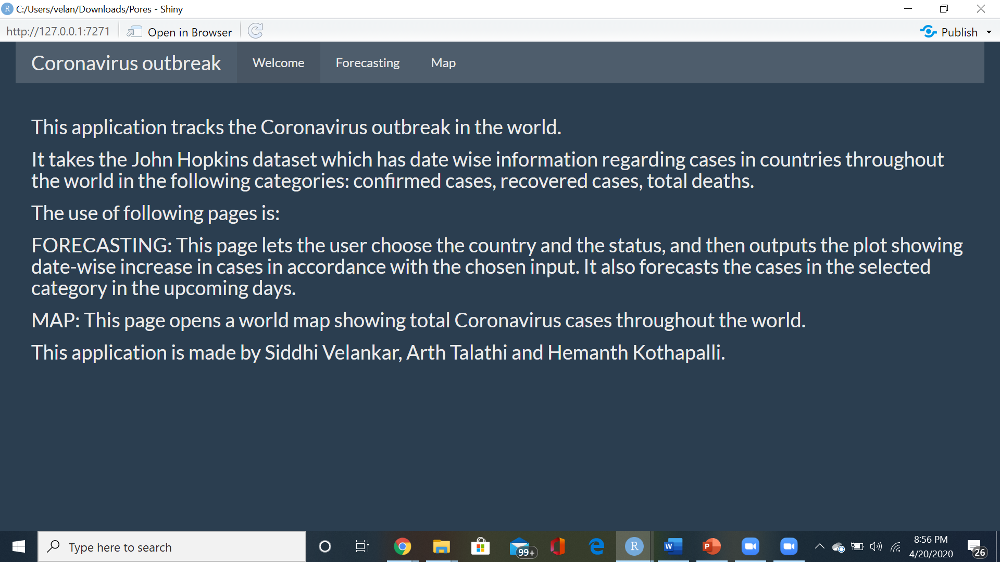 C:/Users/velan/Downloads/Pores - Shiny
http://127.0.0.1:7271 Open in Browser Publish
Coronavirus outbreak Welcome Forecasting Map
This application tracks the Coronavirus outbreak in the world.
It takes the John Hopkins dataset which has date wise information regarding cases in countries throughout
the world in the following categories: confirmed cases, recovered cases, total deaths.
The use of following pages is:
FORECASTING: This page lets the user choose the country and the status, and then outputs the plot showing
date-wise increase in cases in accordance with the chosen input. It also forecasts the cases in the selected
category in the upcoming days.
MAP: This page opens a world map showing total Coronavirus cases throughout the world.
This application is made by Siddhi Velankar, Arth Talathi and Hemanth Kothapalli.
Type here to search
99+
8:56 PM
4/20/2020
26